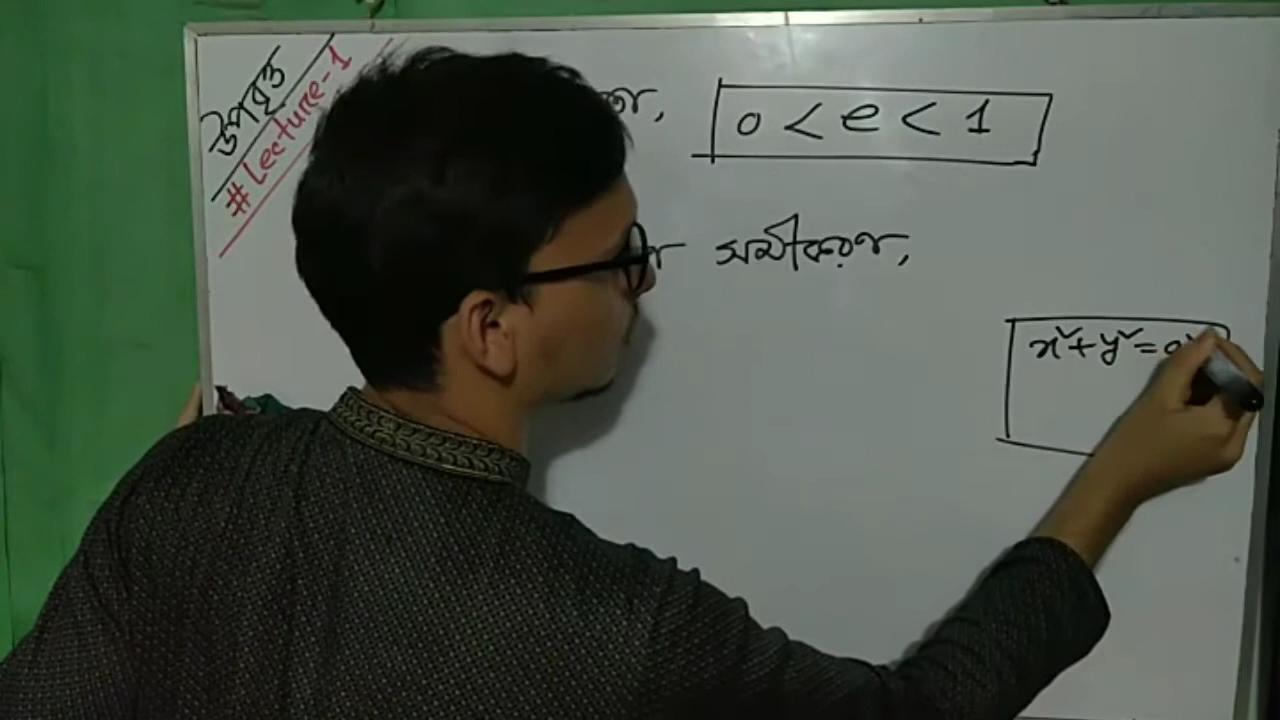 উপবৃত্ত
#Lecture-1
0 < e < 1
সমীকরণ,
x²+y²=a²